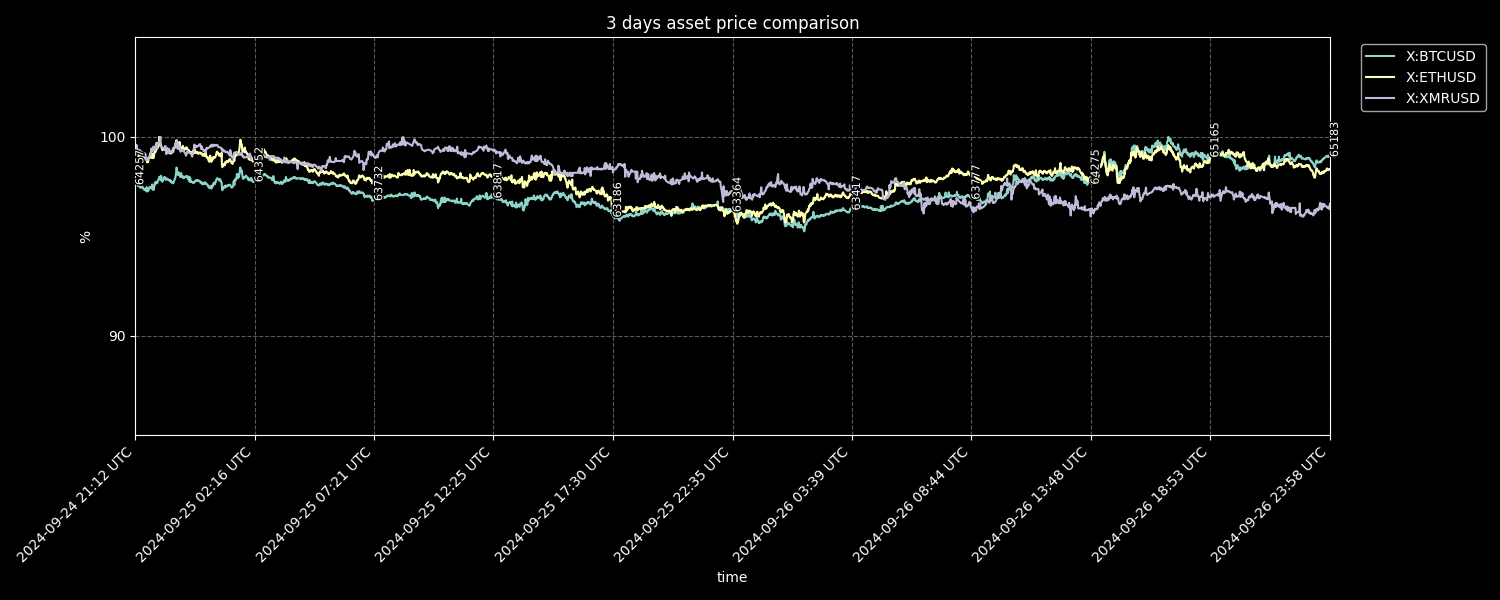 3 days asset price comparison
X:BTCUSD
X:ETHUSD
X:XMRUSD
100
90
%
64257
64352
63732
63817
63186
63364
63417
63777
64275
65165
65183
2024-09-24 21:12 UTC
2024-09-25 02:16 UTC
2024-09-25 07:21 UTC
2024-09-25 12:25 UTC
2024-09-25 17:30 UTC
2024-09-25 22:35 UTC
2024-09-26 03:39 UTC
2024-09-26 08:44 UTC
2024-09-26 13:48 UTC
2024-09-26 18:53 UTC
2024-09-26 23:58 UTC
time